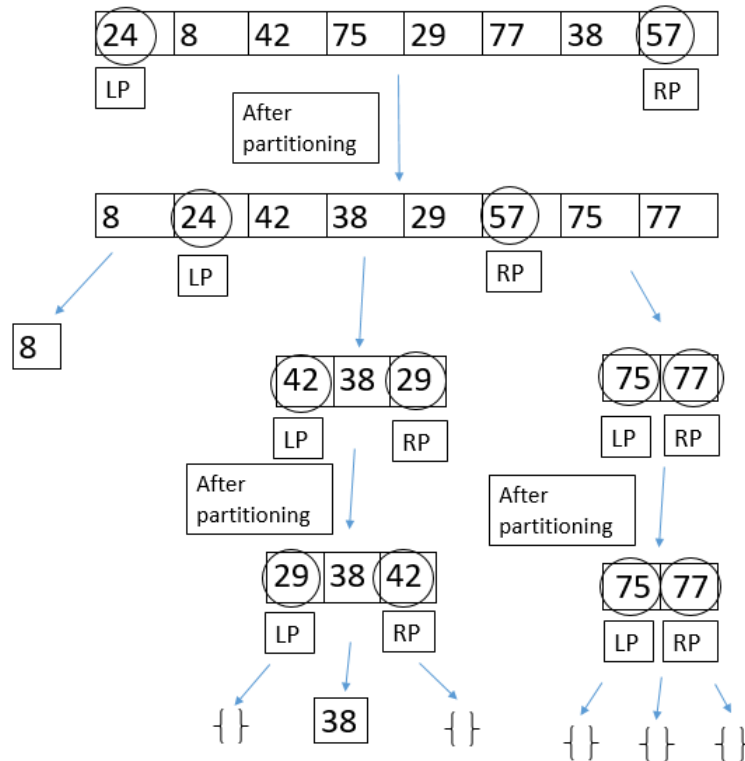 24 8 42 75 29 77 38 57
LP RP
After
partitioning
8 24 42 38 29 57 75 77
LP RP
8
42 38 29
75 77
LP RP
LP RP
After
partitioning
After
partitioning
29 38 42
75 77
LP RP
LP RP
{ } 38 { }
{ } { } { }